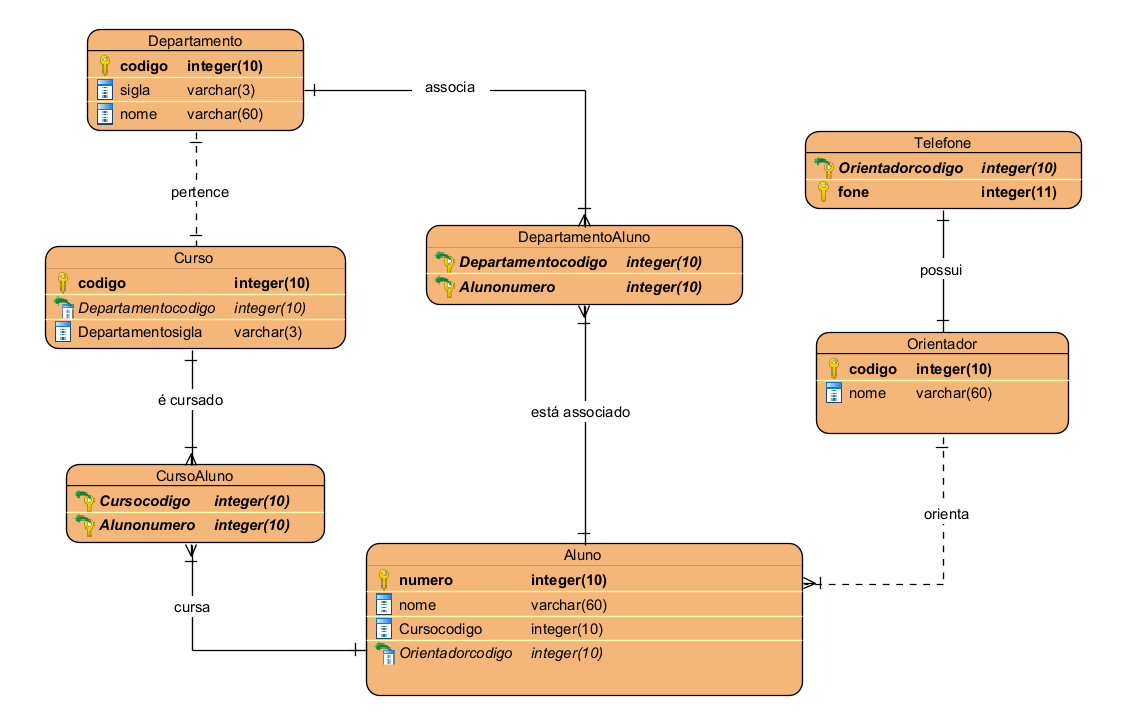 Departamento
codigo integer(10)
sigla varchar(3)
nome varchar(60)
associa
pertence
Telefone
Orientadorcodigo integer(10)
fone integer(11)
DepartamentoAluno
Departamentocodigo integer(10)
Alunonumero integer(10)
Curso
codigo integer(10)
Departamentocodigo integer(10)
Departamentosigla varchar(3)
possui
Orientador
codigo integer(10)
nome varchar(60)
é cursado
está associado
CursoAluno
Cursocodigo integer(10)
Alunonumero integer(10)
orienta
Aluno
numero integer(10)
nome varchar(60)
Cursocodigo integer(10)
Orientadorcodigo integer(10)
cursa